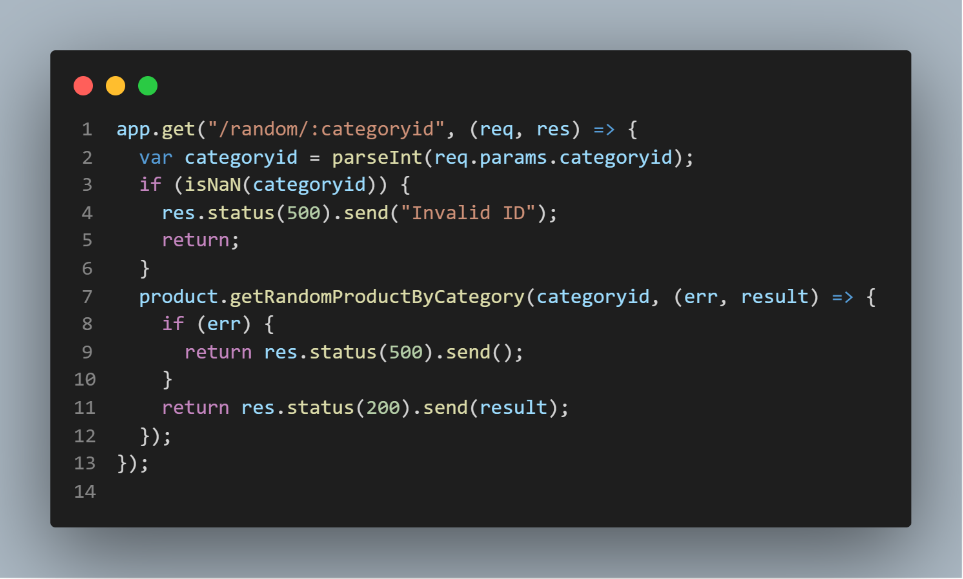 1 app.get("/random/:categoryid", (req, res) => {
2 var categoryid = parseInt(req.params.categoryid);
3 if (isNaN(categoryid)) {
4 res.status(500).send("Invalid ID");
5 return;
6 }
7 product.getRandomProductByCategory(categoryid, (err, result) => {
8 if (err) {
9 return res.status(500).send();
10 }
11 return res.status(200).send(result);
12 });
13 });
14